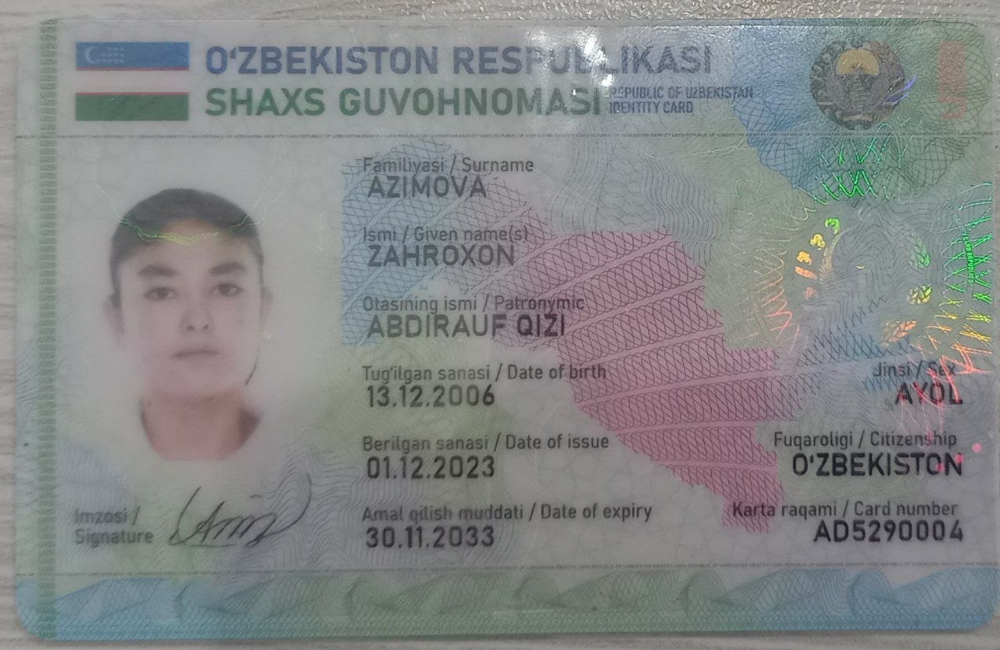 O‘ZBEKISTON RESPUBLIKASI
SHAXS GUVOHNOMASI REPUBLIC OF UZBEKISTAN
IDENTITY CARD
Familiyasi / Surname
AZIMOVA
Ismi / Given name(s)
ZAHROXON
Otasining ismi / Patronymic
ABDIRAUF QIZI
Tug‘ilgan sanasi / Date of birth
13.12.2006
Jinsi / Sex
AYOL
Berilgan sanasi / Date of issue
01.12.2023
Fuqaroligi / Citizenship
O‘ZBEKISTON
Amal qilish muddati / Date of expiry
30.11.2033
Karta raqami / Card number
AD5290004
Imzosi /
Signature